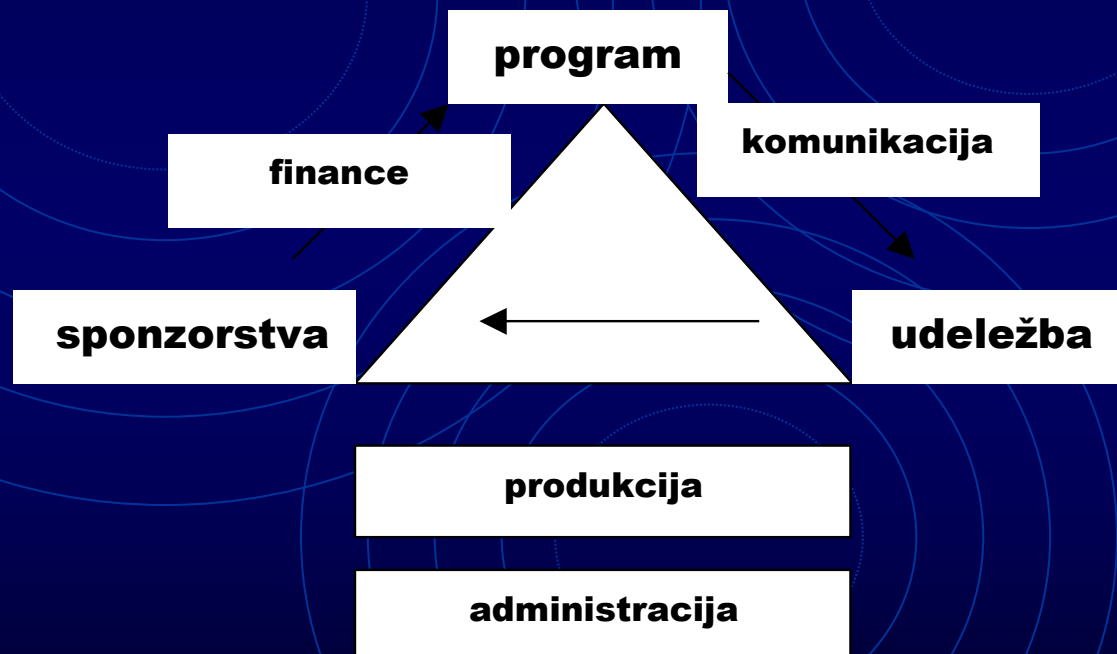 program
komunikacija
finance
sponzorstva
udeležba
produkcija
administracija